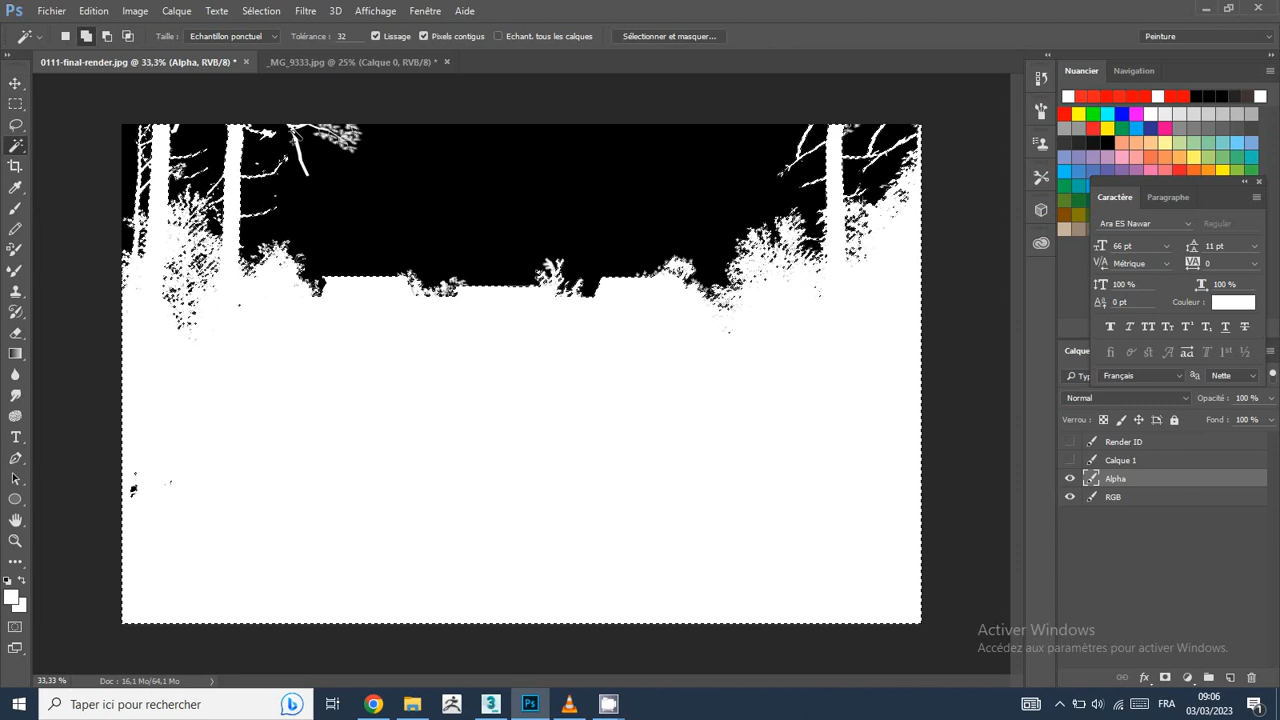 Ps Fichier Edition Image Calque Texte Sélection Filtre 3D Affichage Fenêtre Aide
Taille : Echantillon ponctuel Tolérance : 32 Lissage Pixels contigus Echant. tous les calques Sélectionner et masquer... Peinture
0111-final-render.jpg @ 33,3% (Alpha, RVB/8) * _MG_9333.jpg @ 25% (Calque 0, RVB/8) *
Nuancier Navigation
Caractère Paragraphe
Ara ES Nawar Regular
66 pt 11 pt
Métrique 0
100 % 100 %
0 pt Couleur :
Français aa Nette
Calque
Typ
Normal Opacité : 100 %
Verrou : Fond : 100 %
Render ID
Calque 1
Alpha
RGB
Activer Windows
Accédez aux paramètres pour activer Windows.
33,33 % Doc : 16,1 Mo/64,1 Mo
Taper ici pour rechercher
FRA
09:06
03/03/2023